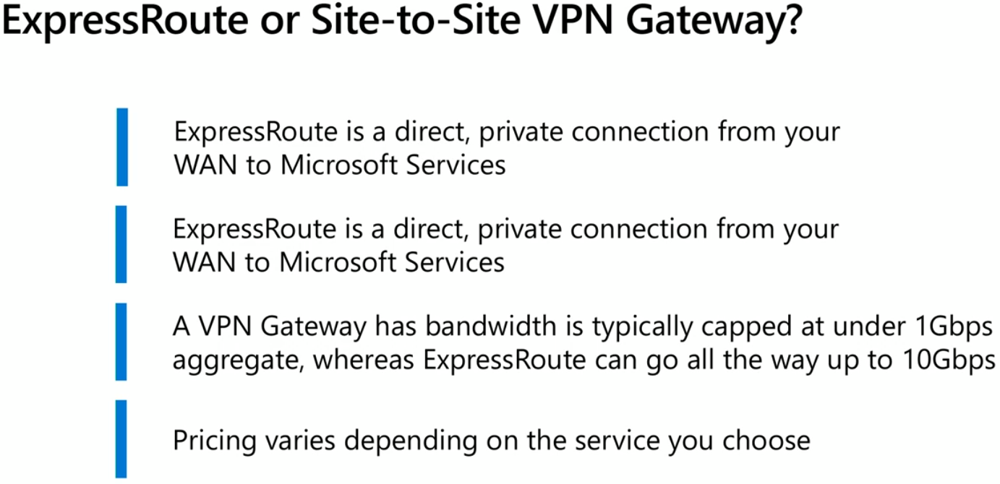 ExpressRoute or Site-to-Site VPN Gateway?
ExpressRoute is a direct, private connection from your
WAN to Microsoft Services
ExpressRoute is a direct, private connection from your
WAN to Microsoft Services
A VPN Gateway has bandwidth is typically capped at under 1Gbps
aggregate, whereas ExpressRoute can go all the way up to 10Gbps
Pricing varies depending on the service you choose